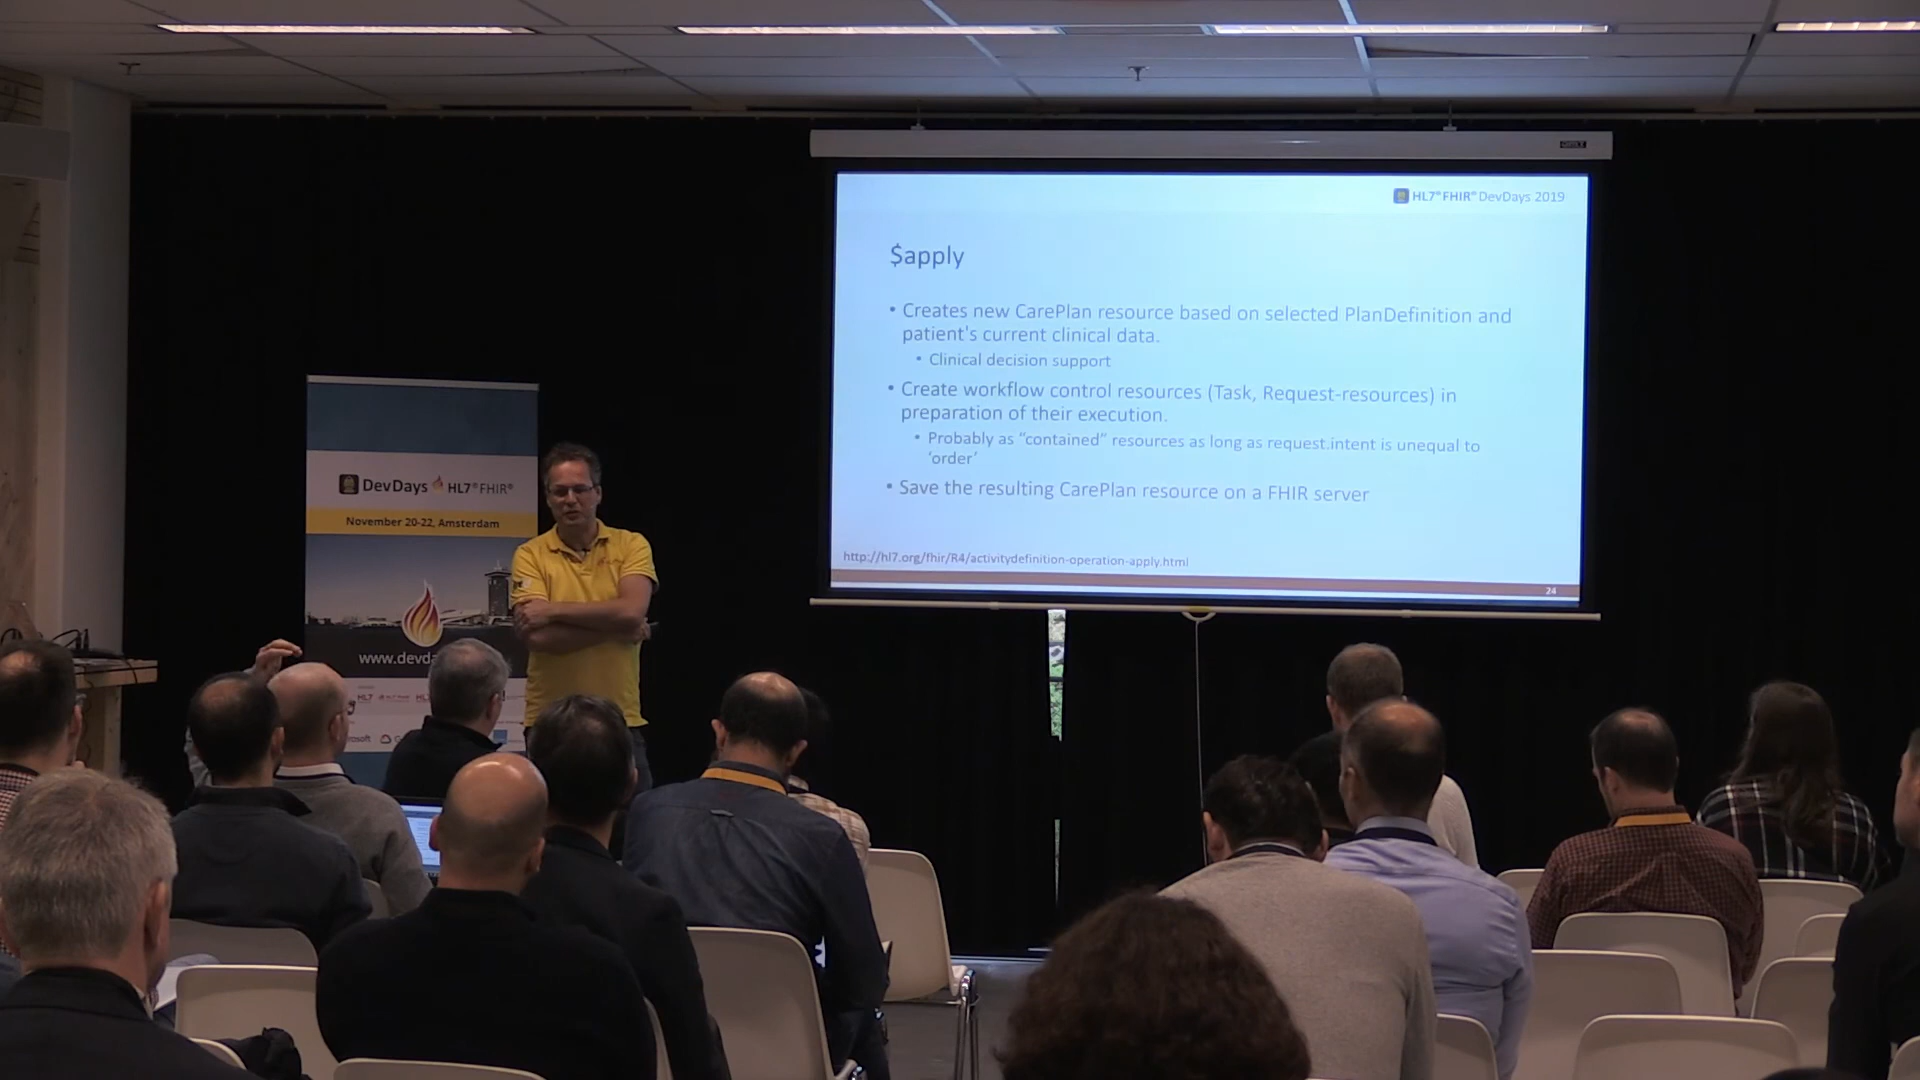 HL7® FHIR® DevDays 2019
$apply
• Creates new CarePlan resource based on selected PlanDefinition and
patient's current clinical data.
• Clinical decision support
• Create workflow control resources (Task, Request-resources) in
preparation of their execution.
• Probably as “contained” resources as long as request.intent is unequal to
‘order’
• Save the resulting CarePlan resource on a FHIR server
http://hl7.org/fhir/R4/activitydefinition-operation-apply.html
24
DevDays HL7® FHIR®
November 20-22, Amsterdam
www.devda
HL7